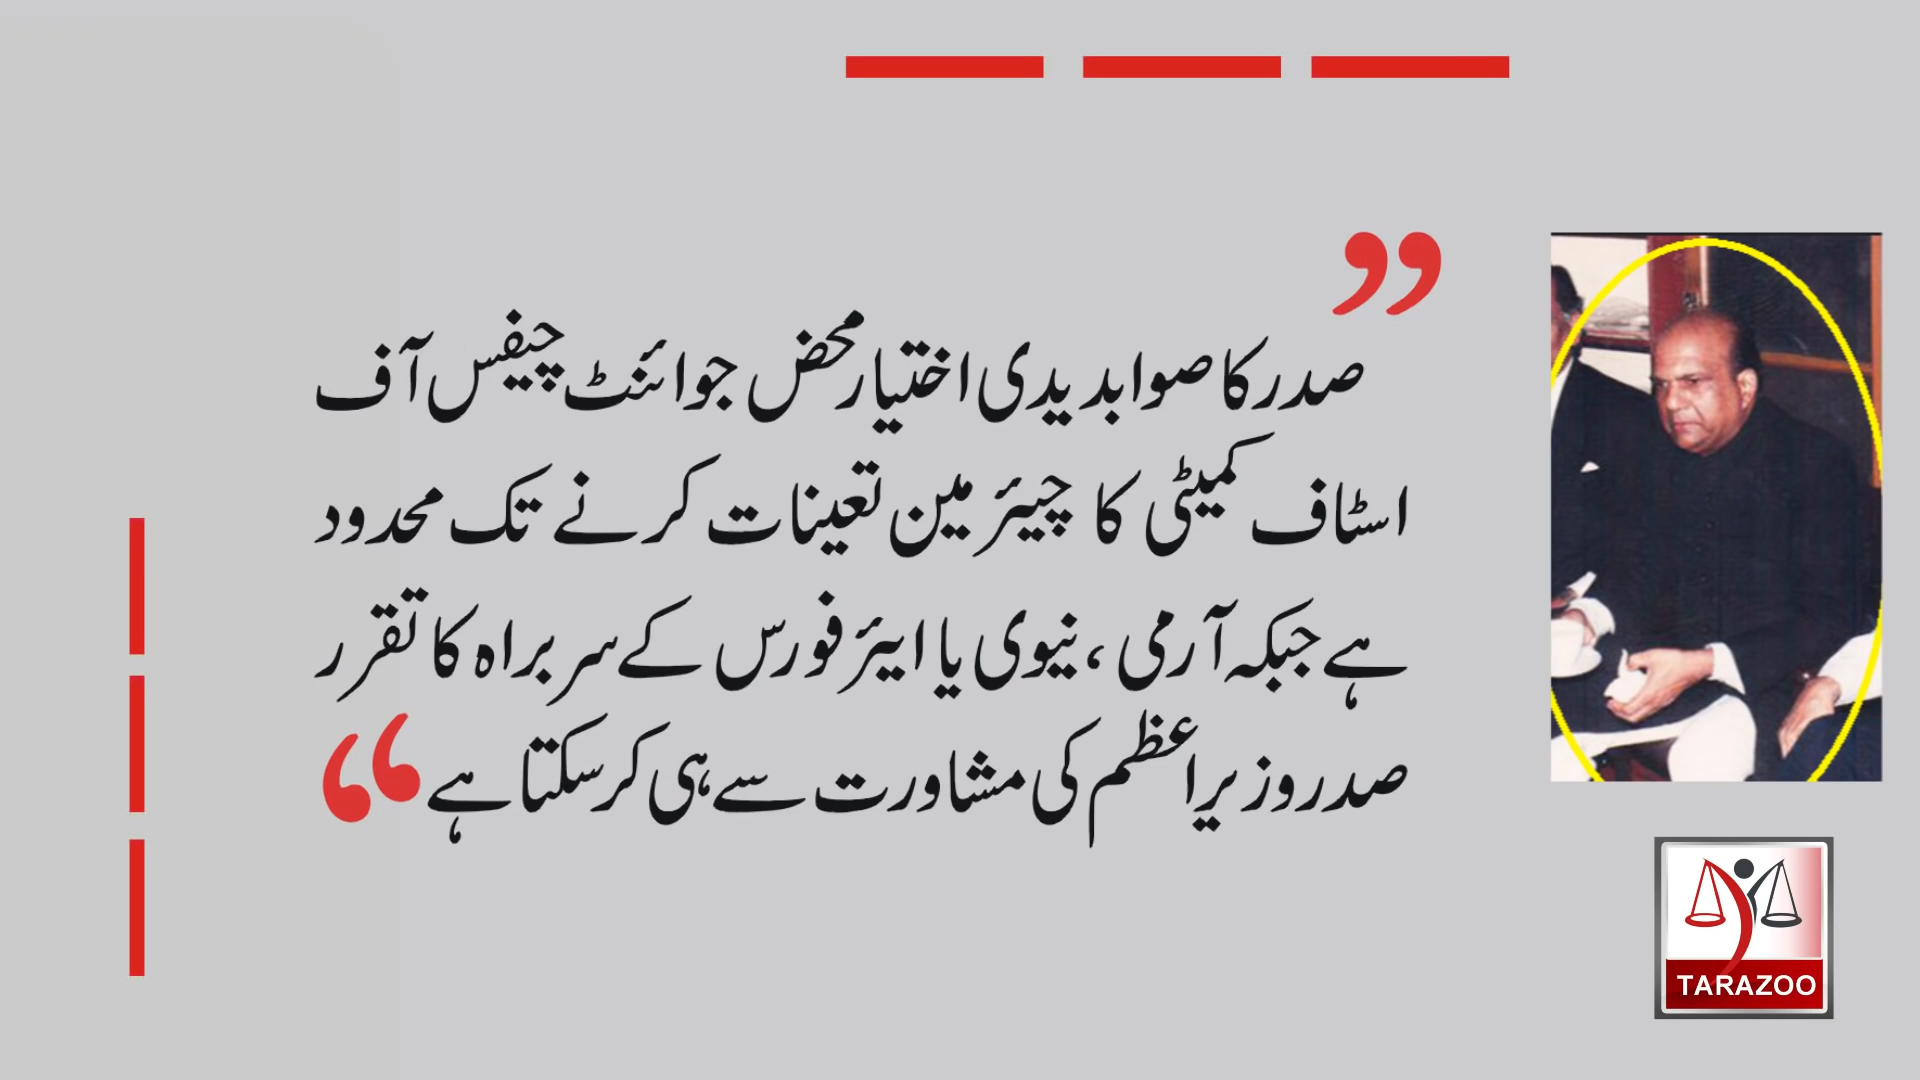 صدر کا صوابدیدی اختیار محض جوائنٹ چیفس آف
اسٹاف کمیٹی کا چیئرمین تعینات کرنے تک محدود
ہے جبکہ آرمی، نیوی یا ایئرفورس کے سربراہ کا تقرر
صدر وزیراعظم کی مشاورت سے ہی کرسکتا ہے
TARAZOO